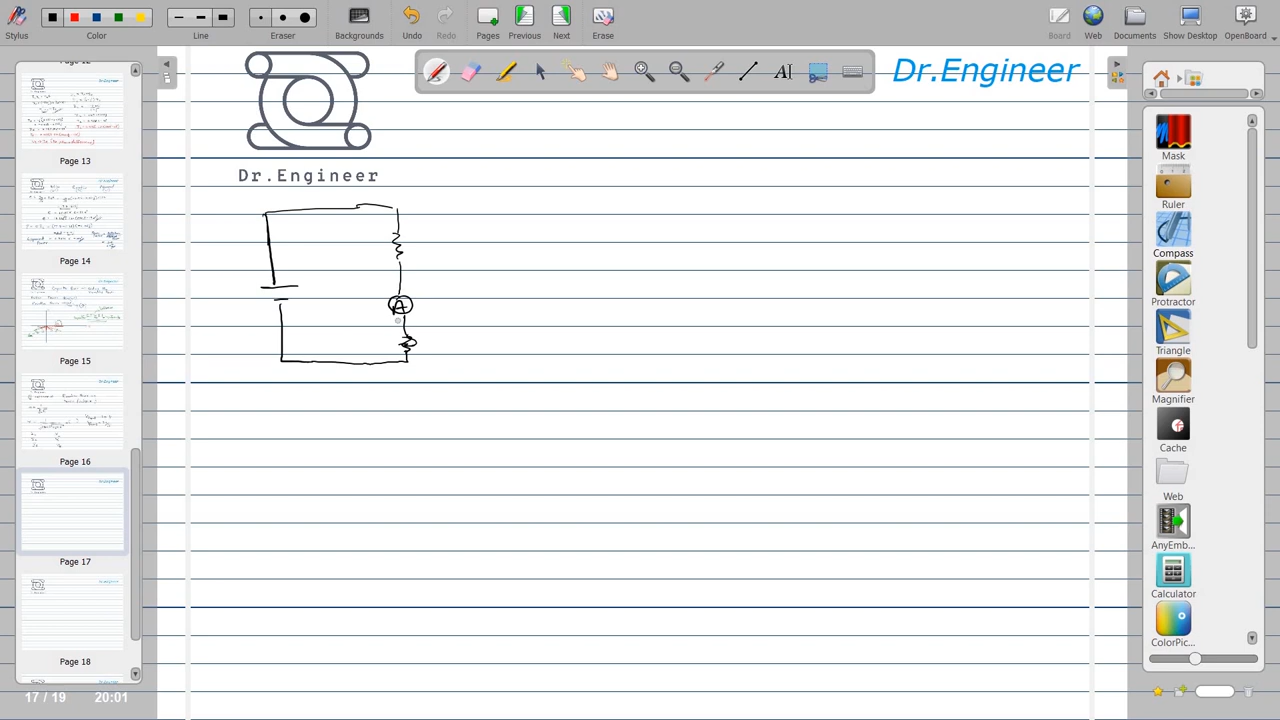 Stylus Color Line Eraser Backgrounds Undo Redo Pages Previous Next Erase Board Web Documents Show Desktop OpenBoard
Dr.Engineer
Dr.Engineer
A
Page 13
Page 14
Page 15
Page 16
Page 17
Page 18
17 / 19 20:01
Mask
Ruler
Compass
Protractor
Triangle
Magnifier
Cache
Web
AnyEmb...
Calculator
ColorPic...